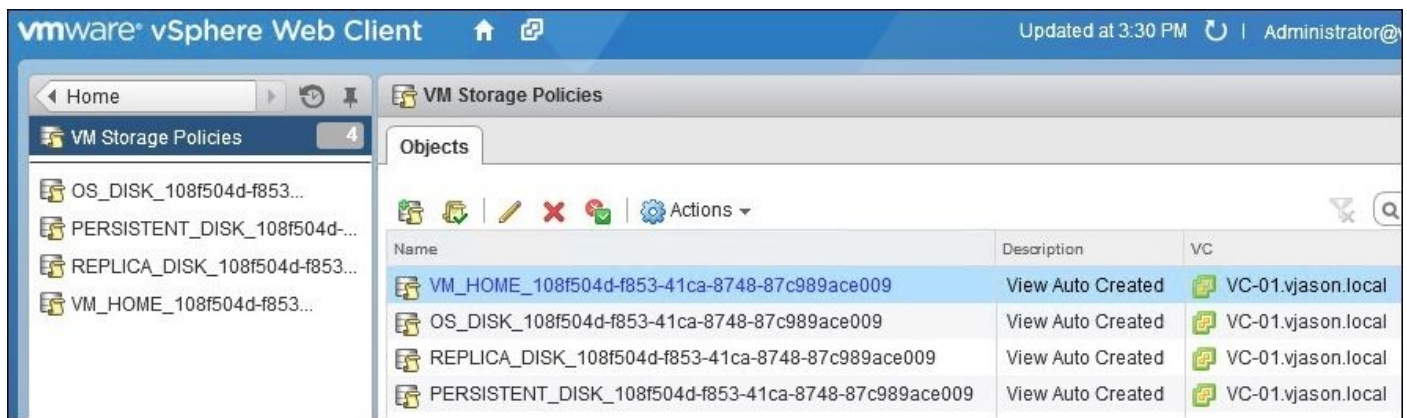 vmware® vSphere Web Client
Updated at 3:30 PM | Administrator@
Home
VM Storage Policies 4
OS_DISK_108f504d-f853...
PERSISTENT_DISK_108f504d-...
REPLICA_DISK_108f504d-f853...
VM_HOME_108f504d-f853...
VM Storage Policies
Objects
Actions
Name Description VC
VM_HOME_108f504d-f853-41ca-8748-87c989ace009 View Auto Created VC-01.vjason.local
OS_DISK_108f504d-f853-41ca-8748-87c989ace009 View Auto Created VC-01.vjason.local
REPLICA_DISK_108f504d-f853-41ca-8748-87c989ace009 View Auto Created VC-01.vjason.local
PERSISTENT_DISK_108f504d-f853-41ca-8748-87c989ace009 View Auto Created VC-01.vjason.local